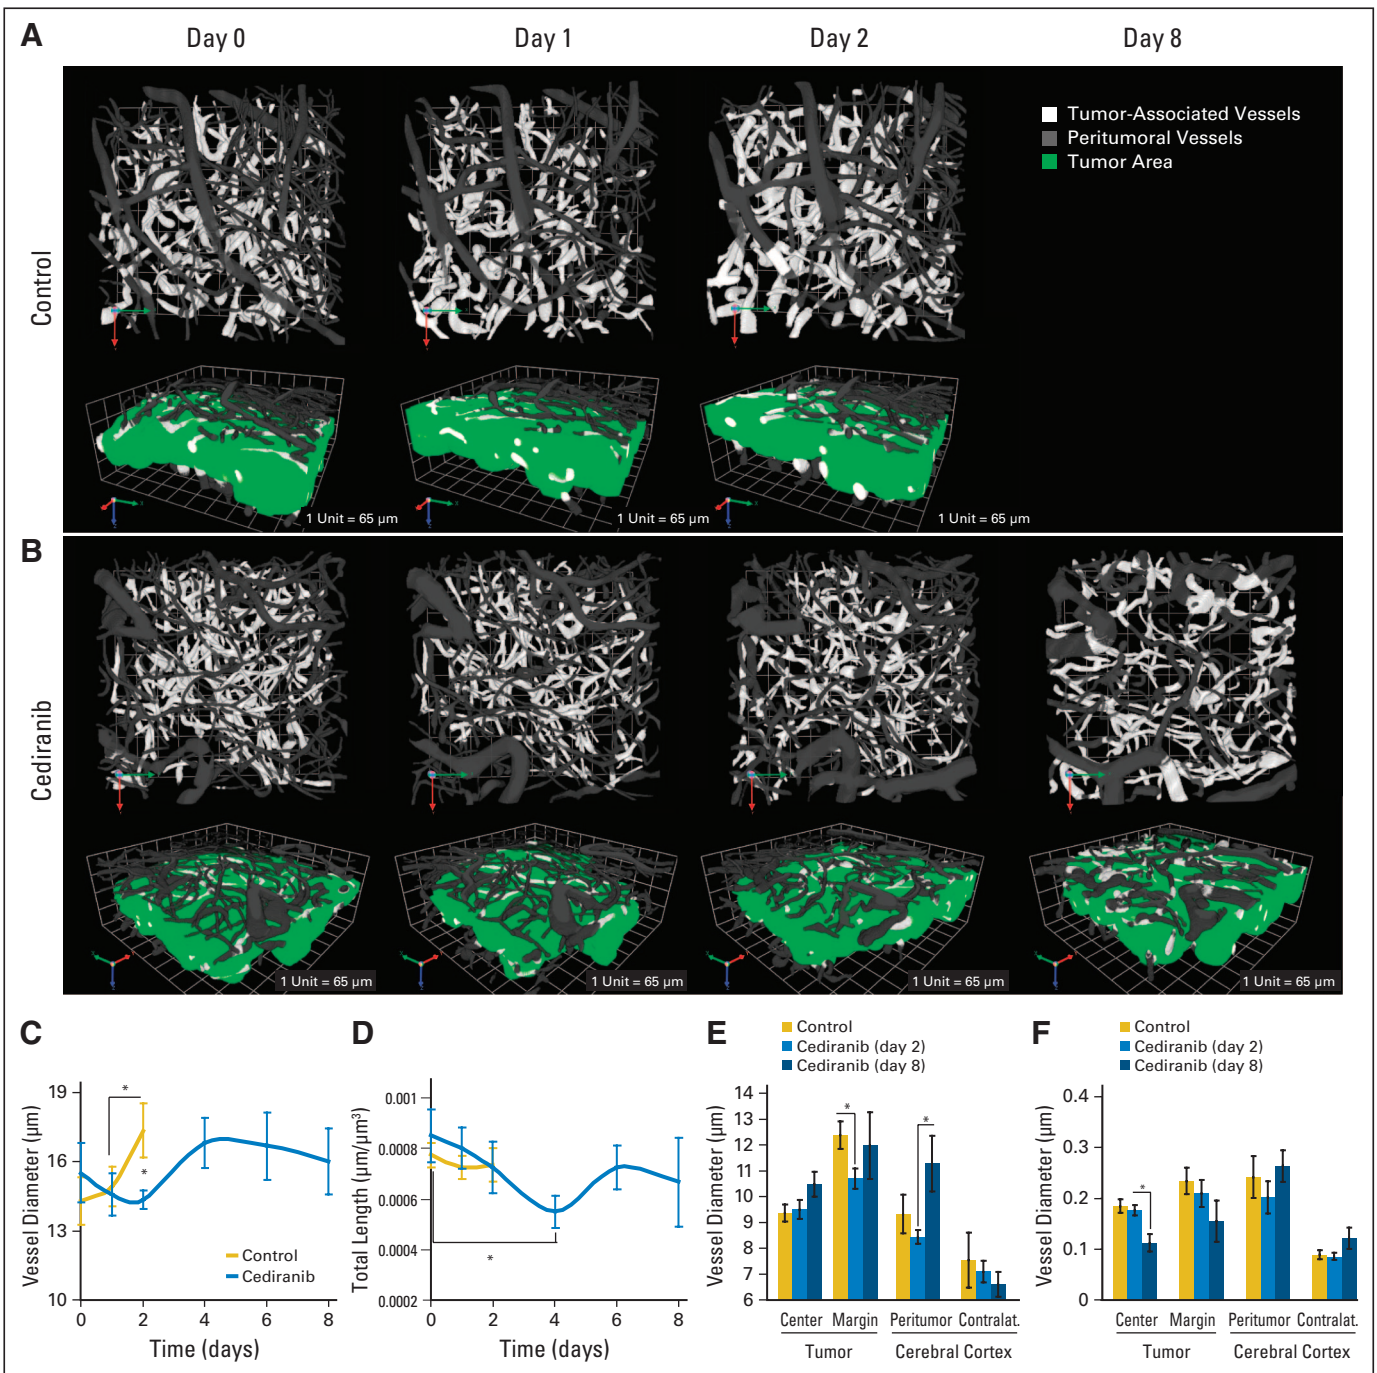 A
Day 0
Day 1
Day 2
Day 8
Tumor-Associated Vessels
Peritumoral Vessels
Tumor Area
Control
1 Unit = 65 µm
1 Unit = 65 µm
1 Unit = 65 µm
B
Cediranib
1 Unit = 65 µm
1 Unit = 65 µm
1 Unit = 65 µm
1 Unit = 65 µm
C
Vessel Diameter (µm)
19
16
13
10
*
*
Control
Cediranib
0 2 4 6 8
Time (days)
D
Total Length (µm/µm³)
0.001
0.0008
0.0006
0.0004
0.0002
*
0 2 4 6 8
Time (days)
E
Control
Cediranib (day 2)
Cediranib (day 8)
Vessel Diameter (µm)
14
13
12
11
10
9
8
7
6
*
*
Center Margin Peritumor Contralat.
Tumor Cerebral Cortex
F
Control
Cediranib (day 2)
Cediranib (day 8)
Vessel Diameter (µm)
0.4
0.3
0.2
0.1
0
*
Center Margin Peritumor Contralat.
Tumor Cerebral Cortex